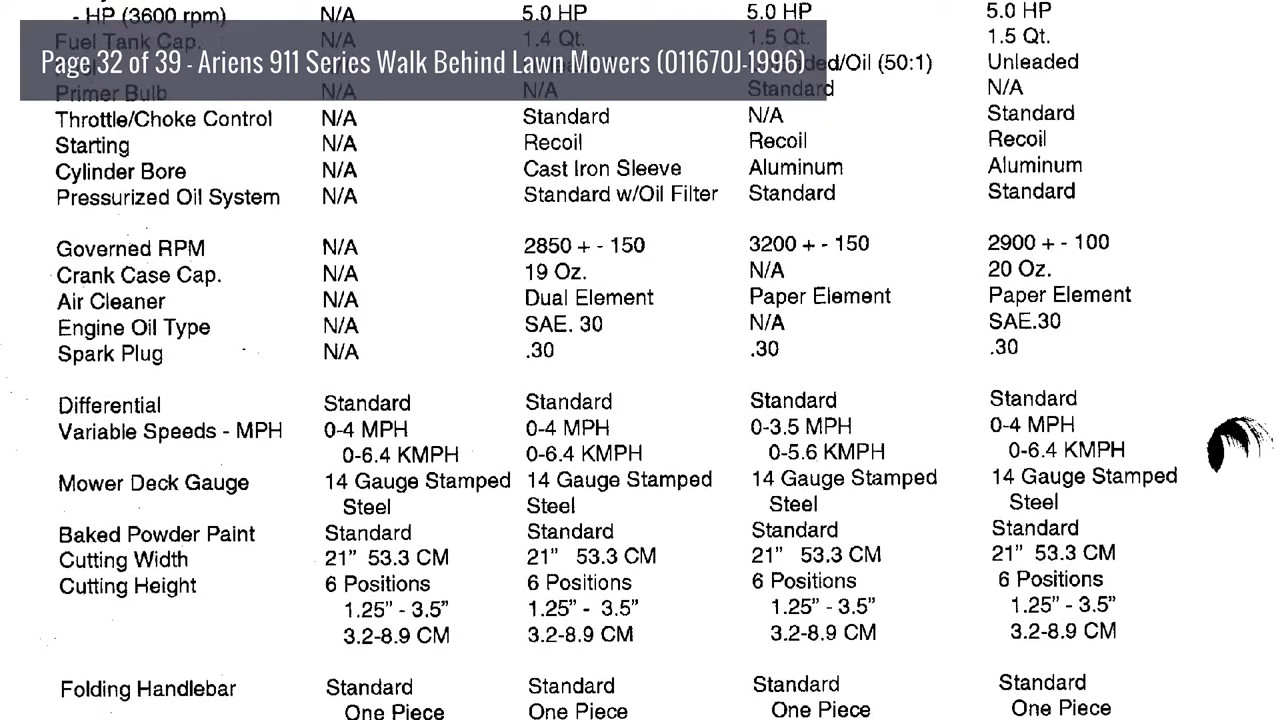 - HP (3600 rpm) N/A 5.0 HP 5.0 HP 5.0 HP
Fuel Tank Cap. N/A 1.4 Qt. 1.5 Qt. 1.5 Qt.
Page 32 of 39 - Ariens 911 Series Walk Behind Lawn Mowers (011670J-1996)
d/Oil (50:1) Unleaded
Primer Bulb N/A N/A Standard N/A
Throttle/Choke Control N/A Standard N/A Standard
Starting N/A Recoil Recoil Recoil
Cylinder Bore N/A Cast Iron Sleeve Aluminum Aluminum
Pressurized Oil System N/A Standard w/Oil Filter Standard Standard
Governed RPM N/A 2850 + - 150 3200 + - 150 2900 + - 100
Crank Case Cap. N/A 19 Oz. N/A 20 Oz.
Air Cleaner N/A Dual Element Paper Element Paper Element
Engine Oil Type N/A SAE. 30 N/A SAE.30
Spark Plug N/A .30 .30 .30
Differential Standard Standard Standard Standard
Variable Speeds - MPH 0-4 MPH 0-4 MPH 0-3.5 MPH 0-4 MPH
0-6.4 KMPH 0-6.4 KMPH 0-5.6 KMPH 0-6.4 KMPH
Mower Deck Gauge 14 Gauge Stamped 14 Gauge Stamped 14 Gauge Stamped 14 Gauge Stamped
Steel Steel Steel Steel
Baked Powder Paint Standard Standard Standard Standard
Cutting Width 21" 53.3 CM 21" 53.3 CM 21" 53.3 CM 21" 53.3 CM
Cutting Height 6 Positions 6 Positions 6 Positions 6 Positions
1.25" - 3.5" 1.25" - 3.5" 1.25" - 3.5" 1.25" - 3.5"
3.2-8.9 CM 3.2-8.9 CM 3.2-8.9 CM 3.2-8.9 CM
Folding Handlebar Standard Standard Standard Standard
One Piece One Piece One Piece One Piece